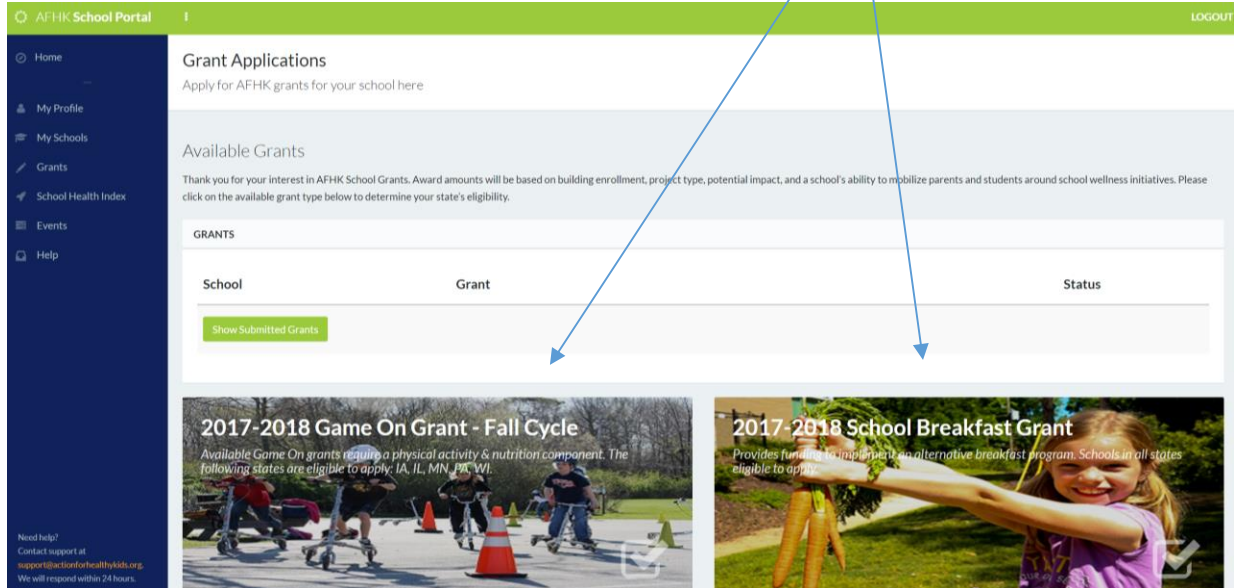 AFHK School Portal
LOGOUT
Home
My Profile
My Schools
Grants
School Health Index
Events
Help
Need help?
Contact support at
support@actionforhealthykids.org.
We will respond within 24 hours.
Grant Applications
Apply for AFHK grants for your school here
Available Grants
Thank you for your interest in AFHK School Grants. Award amounts will be based on building enrollment, project type, potential impact, and a school's ability to mobilize parents and students around school wellness initiatives. Please
click on the available grant type below to determine your state's eligibility.
GRANTS
School Grant Status
Show Submitted Grants
2017-2018 Game On Grant - Fall Cycle
Available Game On grants require a physical activity & nutrition component. The
following states are eligible to apply: IA, IL, MN, PA, WI.
2017-2018 School Breakfast Grant
Provides funding to implement an alternative breakfast program. Schools in all states
eligible to apply.